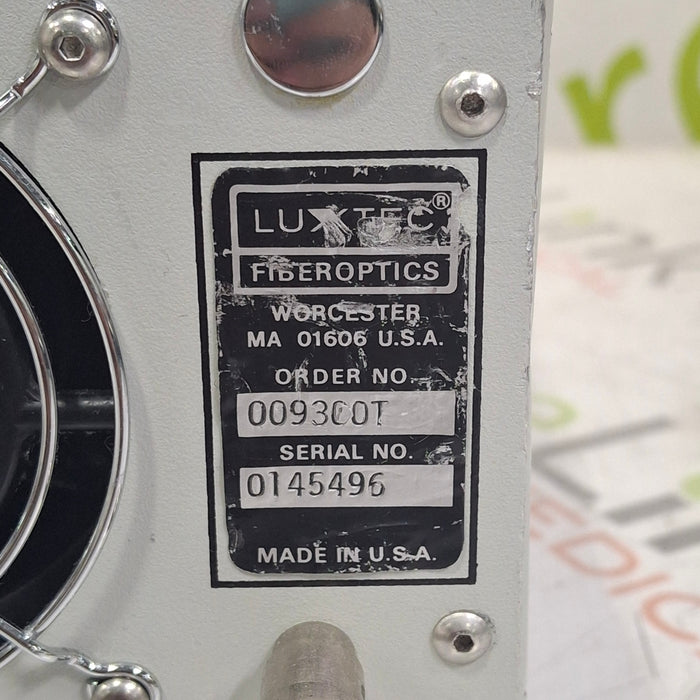 LUXTEC®
FIBEROPTICS
WORCESTER
MA 01606 U.S.A.
ORDER NO.
009300T
SERIAL NO.
0145496
MADE IN U.S.A.